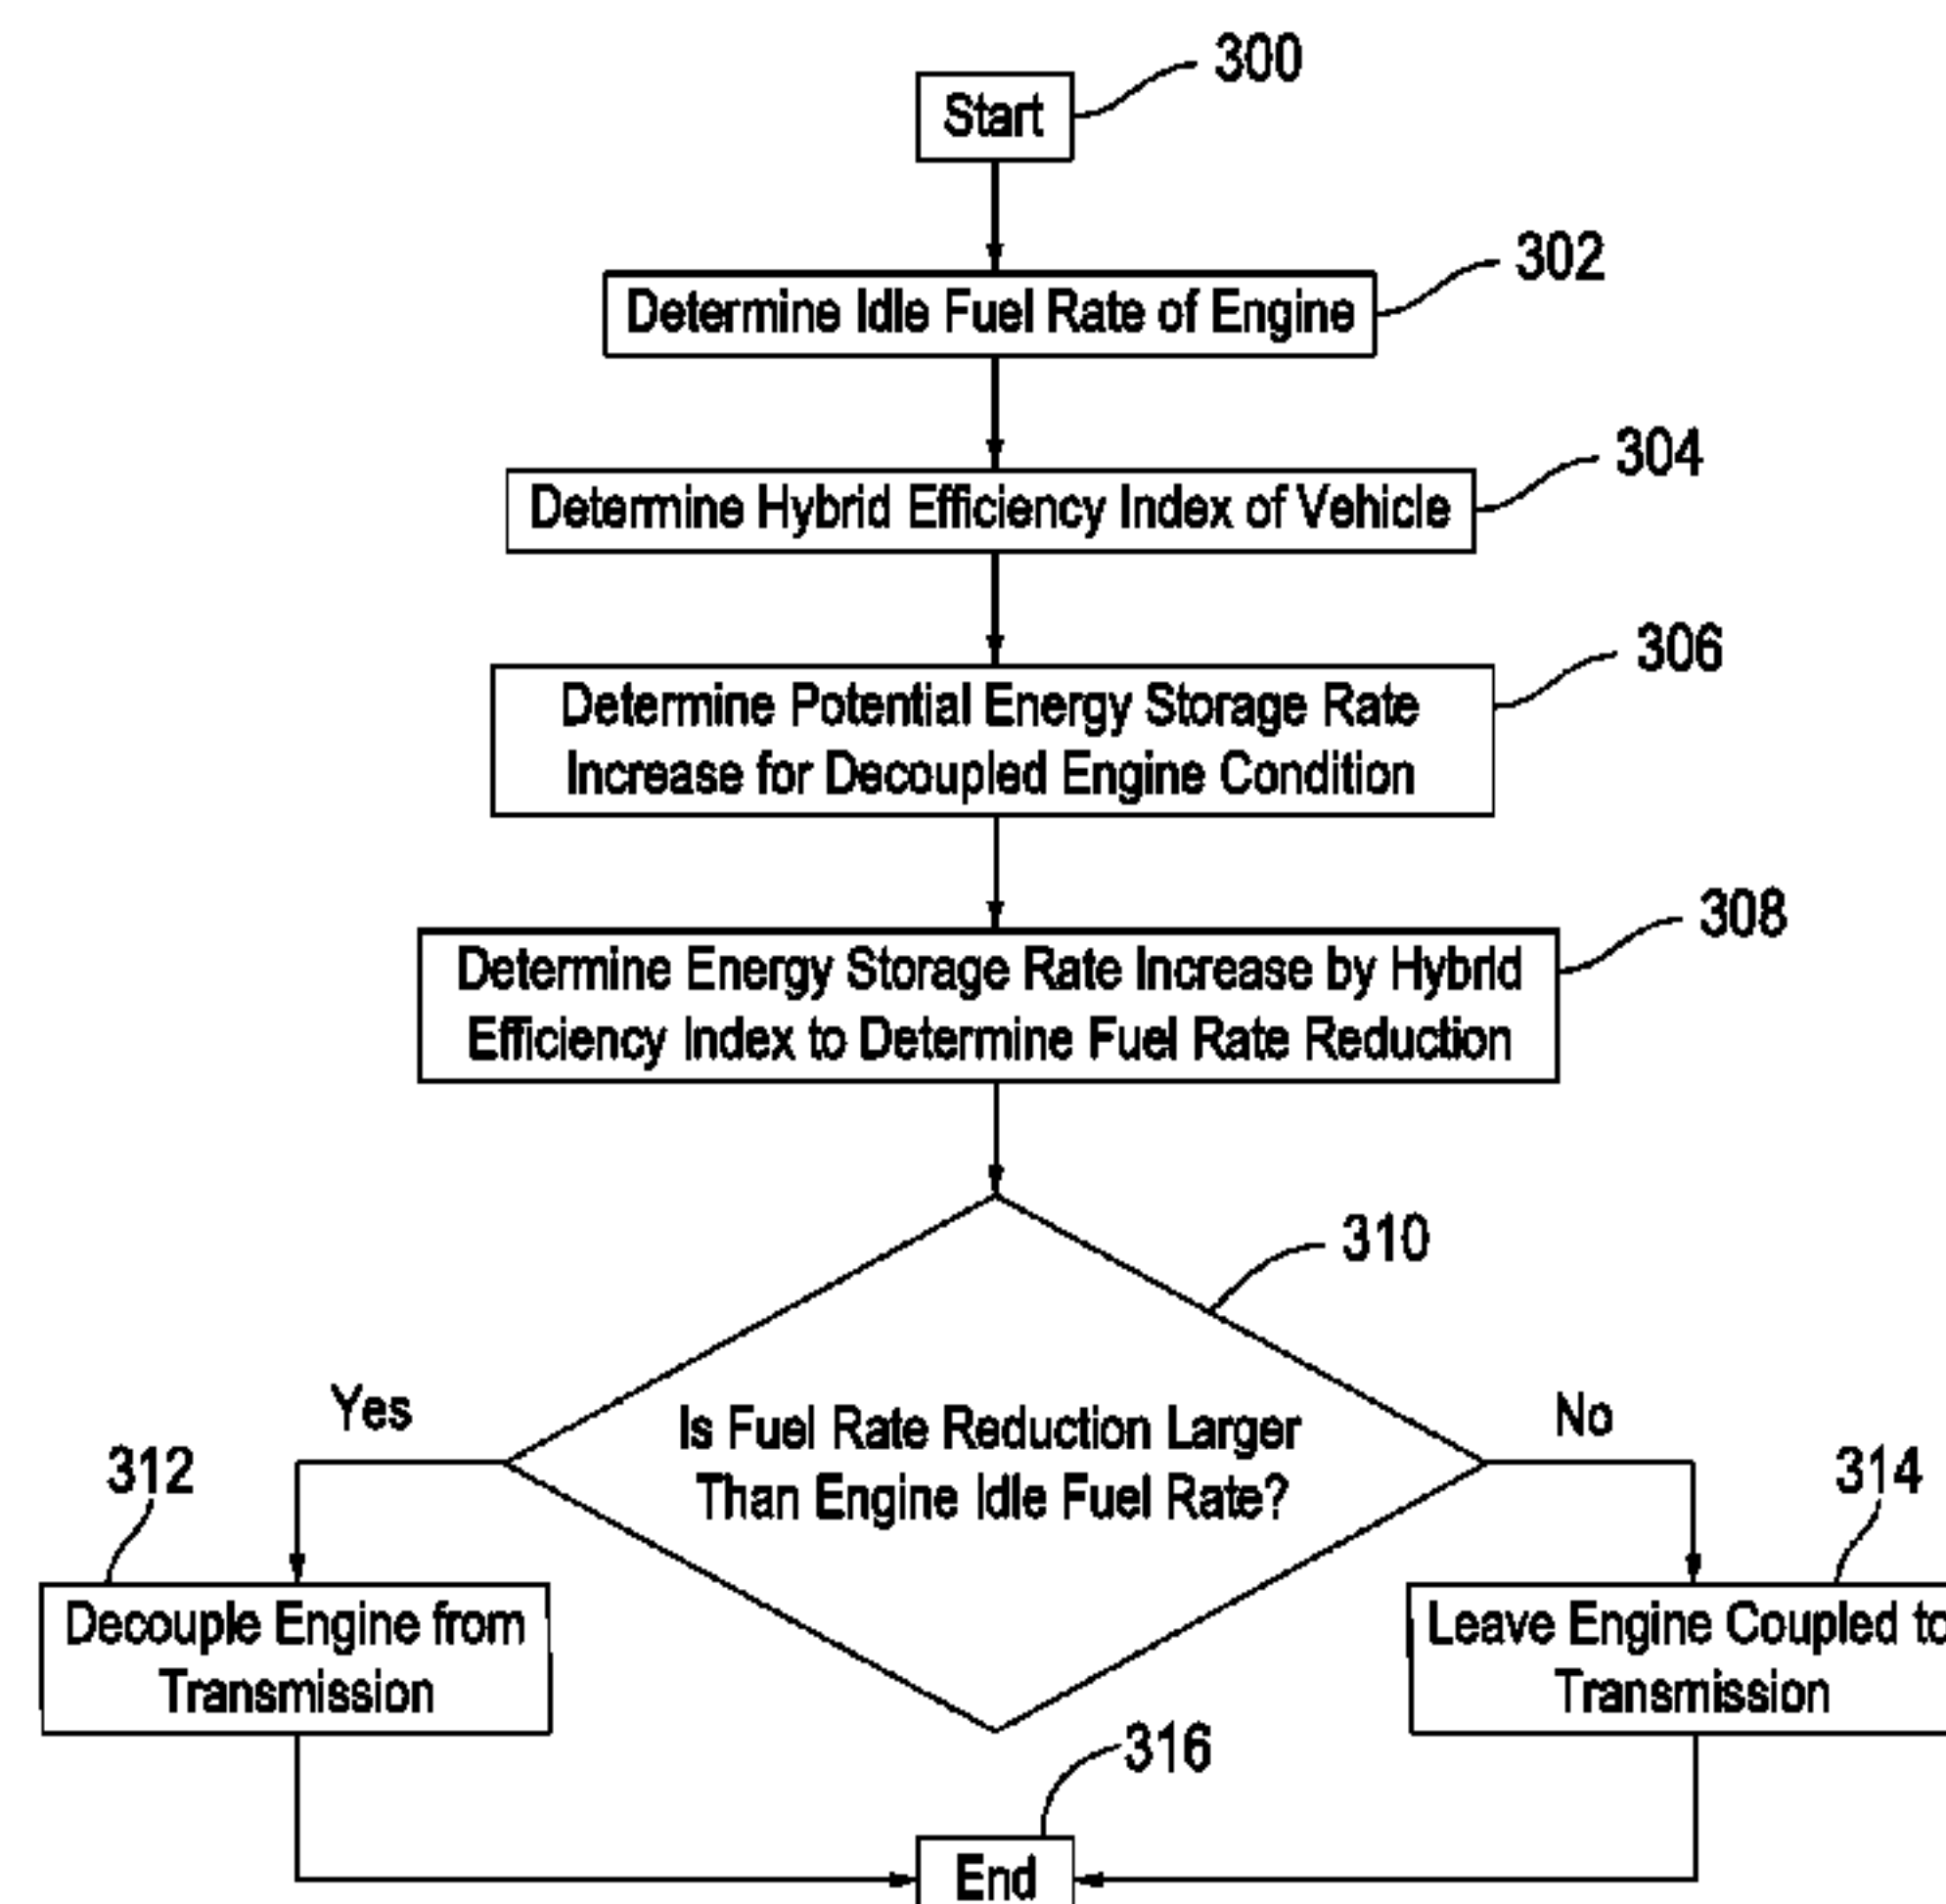 300
Start
302
Determine Idle Fuel Rate of Engine
304
Determine Hybrid Efficiency Index of Vehicle
306
Determine Potential Energy Storage Rate
Increase for Decoupled Engine Condition
308
Determine Energy Storage Rate Increase by Hybrid
Efficiency Index to Determine Fuel Rate Reduction
310
Is Fuel Rate Reduction Larger
Than Engine Idle Fuel Rate?
Yes
No
312
314
Decouple Engine from
Transmission
Leave Engine Coupled to
Transmission
316
End